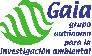 Gaia
grupo
autónomo
para la
investigación ambiental